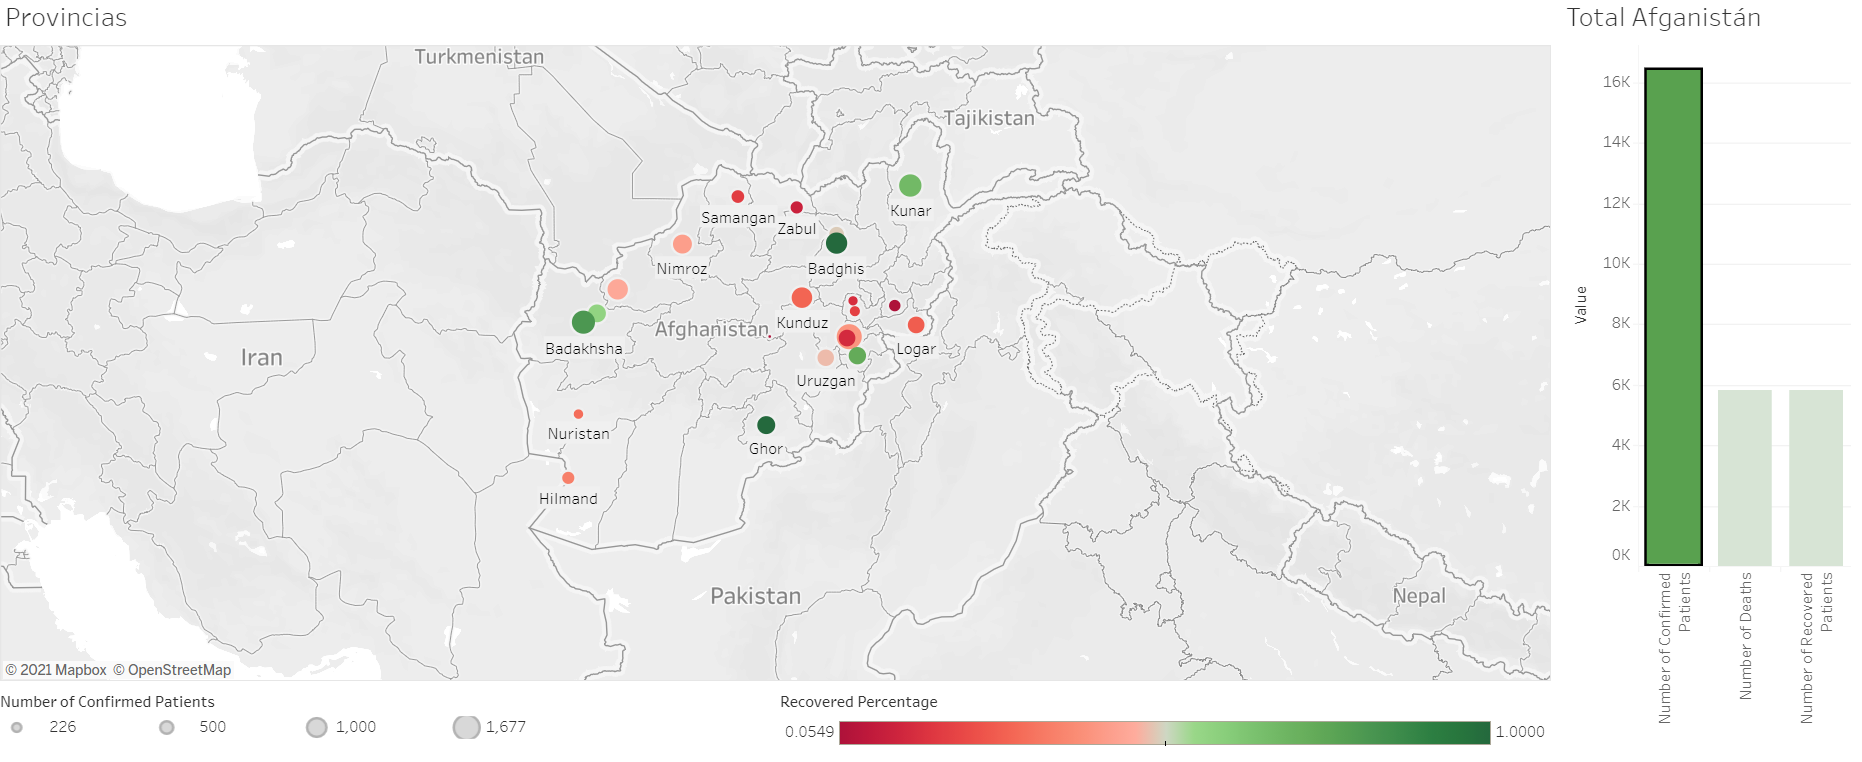 Provincias
Total Afganistán
Turkmenistan
Tajikistan
Samangan
Zabul
Kunar
Nimroz
Badghis
Afghanistan
Kunduz
Logar
Badakhsha
Iran
Uruzgan
Nuristan
Ghor
Hilmand
Pakistan
Nepal
© 2021 Mapbox © OpenStreetMap
16K
14K
12K
10K
8K
6K
4K
2K
0K
Value
Number of Confirmed
Patients
Number of Deaths
Number of Recovered
Patients
Number of Confirmed Patients
226
500
1,000
1,677
Recovered Percentage
0.0549
1.0000